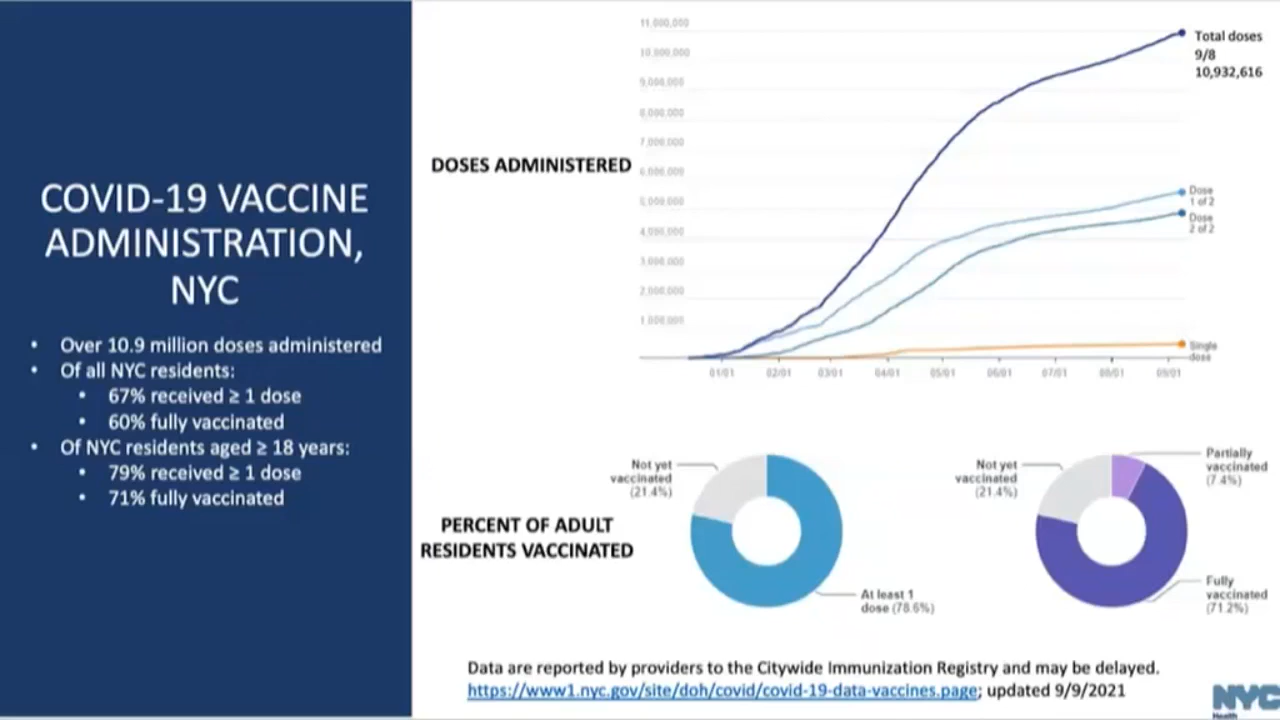 COVID-19 VACCINE
ADMINISTRATION,
NYC
• Over 10.9 million doses administered
• Of all NYC residents:
• 67% received ≥ 1 dose
• 60% fully vaccinated
• Of NYC residents aged ≥ 18 years:
• 79% received ≥ 1 dose
• 71% fully vaccinated
DOSES ADMINISTERED
11,000,000
10,000,000
9,000,000
8,000,000
7,000,000
6,000,000
5,000,000
4,000,000
3,000,000
2,000,000
1,000,000
01/01
02/01
03/01
04/01
05/01
06/01
07/01
08/01
09/01
Total doses
9/8
10,932,616
Dose
1 of 2
Dose
2 of 2
Single
dose
PERCENT OF ADULT
RESIDENTS VACCINATED
Not yet
vaccinated
(21.4%)
At least 1
dose (78.6%)
Not yet
vaccinated
(21.4%)
Partially
vaccinated
(7.4%)
Fully
vaccinated
(71.2%)
Data are reported by providers to the Citywide Immunization Registry and may be delayed.
https://www1.nyc.gov/site/doh/covid/covid-19-data-vaccines.page; updated 9/9/2021
NYC
Health